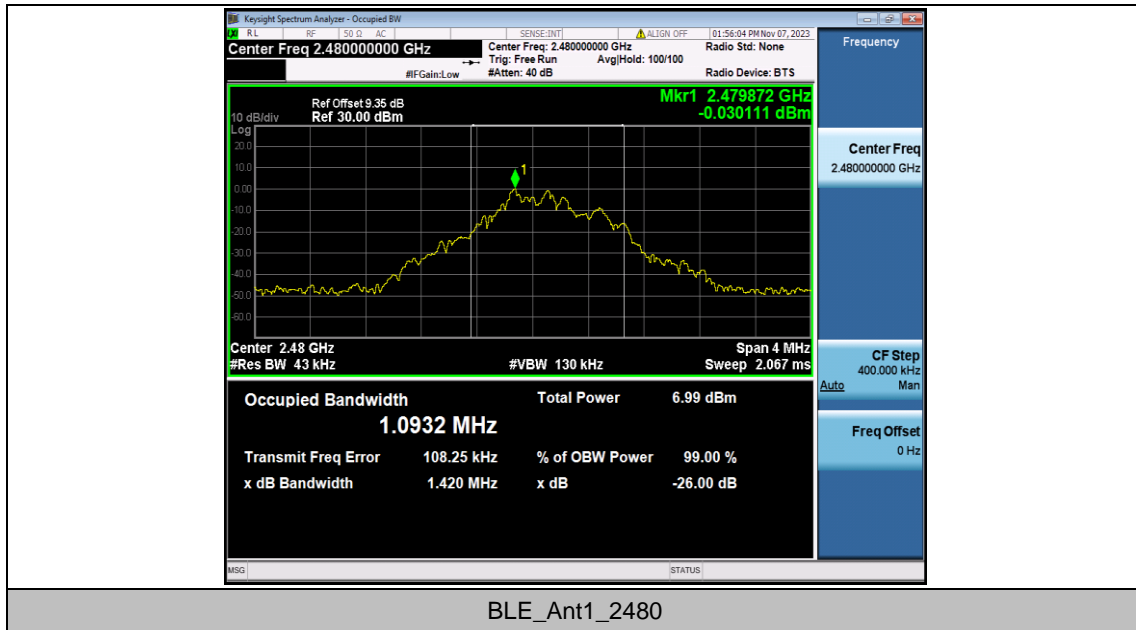 Keysight Spectrum Analyzer - Occupied BW
RL RF 50 Ω AC SENSE:INT ALIGN OFF 01:56:04 PM Nov 07, 2023
Center Freq 2.480000000 GHz
Center Freq: 2.480000000 GHz
Radio Std: None
Trig: Free Run Avg|Hold: 100/100
#IFGain:Low #Atten: 40 dB Radio Device: BTS
Frequency
Mkr1 2.479872 GHz
-0.030111 dBm
Ref Offset 9.35 dB
10 dB/div Ref 30.00 dBm
Log
20.0
10.0
0.00
-10.0
-20.0
-30.0
-40.0
-50.0
-60.0
1
Center 2.48 GHz Span 4 MHz
#Res BW 43 kHz #VBW 130 kHz Sweep 2.067 ms
Center Freq
2.480000000 GHz
CF Step
400.000 kHz
Auto Man
Freq Offset
0 Hz
Occupied Bandwidth Total Power 6.99 dBm
1.0932 MHz
Transmit Freq Error 108.25 kHz % of OBW Power 99.00 %
x dB Bandwidth 1.420 MHz x dB -26.00 dB
MSG STATUS
BLE_Ant1_2480